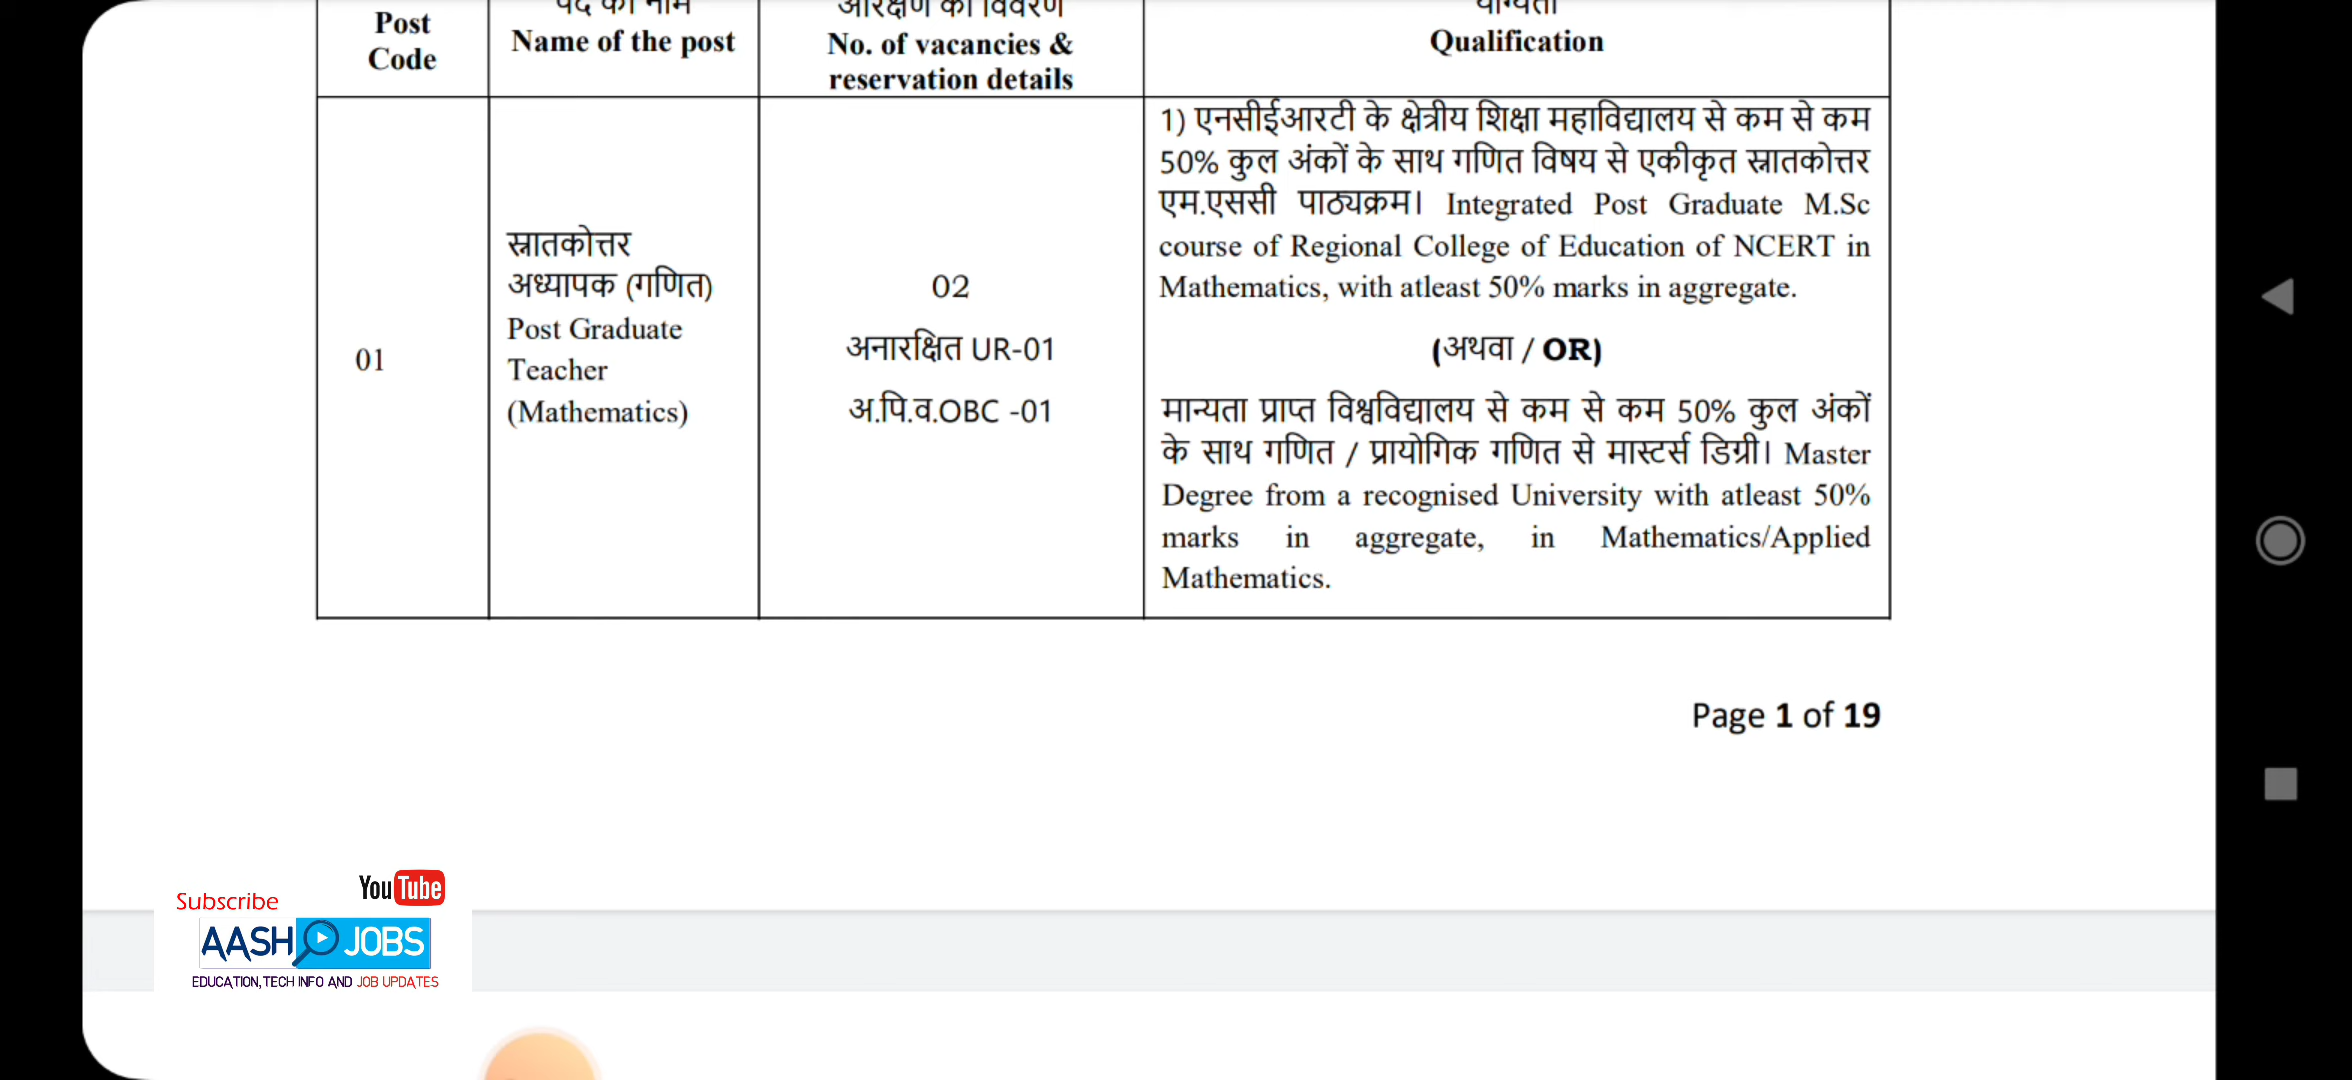 Post
Code
पद का नाम
Name of the post
आरक्षण का विवरण
No. of vacancies &
reservation details
योग्यता
Qualification
01
स्नातकोत्तर
अध्यापक (गणित)
Post Graduate
Teacher
(Mathematics)
02
अनारक्षित UR-01
अ.पि.व.OBC -01
1) एनसीईआरटी के क्षेत्रीय शिक्षा महाविद्यालय से कम से कम
50% कुल अंकों के साथ गणित विषय से एकीकृत स्नातकोत्तर
एम.एससी पाठ्यक्रम। Integrated Post Graduate M.Sc
course of Regional College of Education of NCERT in
Mathematics, with atleast 50% marks in aggregate.
(अथवा / OR)
मान्यता प्राप्त विश्वविद्यालय से कम से कम 50% कुल अंकों
के साथ गणित / प्रायोगिक गणित से मास्टर्स डिग्री। Master
Degree from a recognised University with atleast 50%
marks in aggregate, in Mathematics/Applied
Mathematics.
Page 1 of 19
Subscribe
YouTube
AASH JOBS
EDUCATION,TECH INFO AND JOB UPDATES